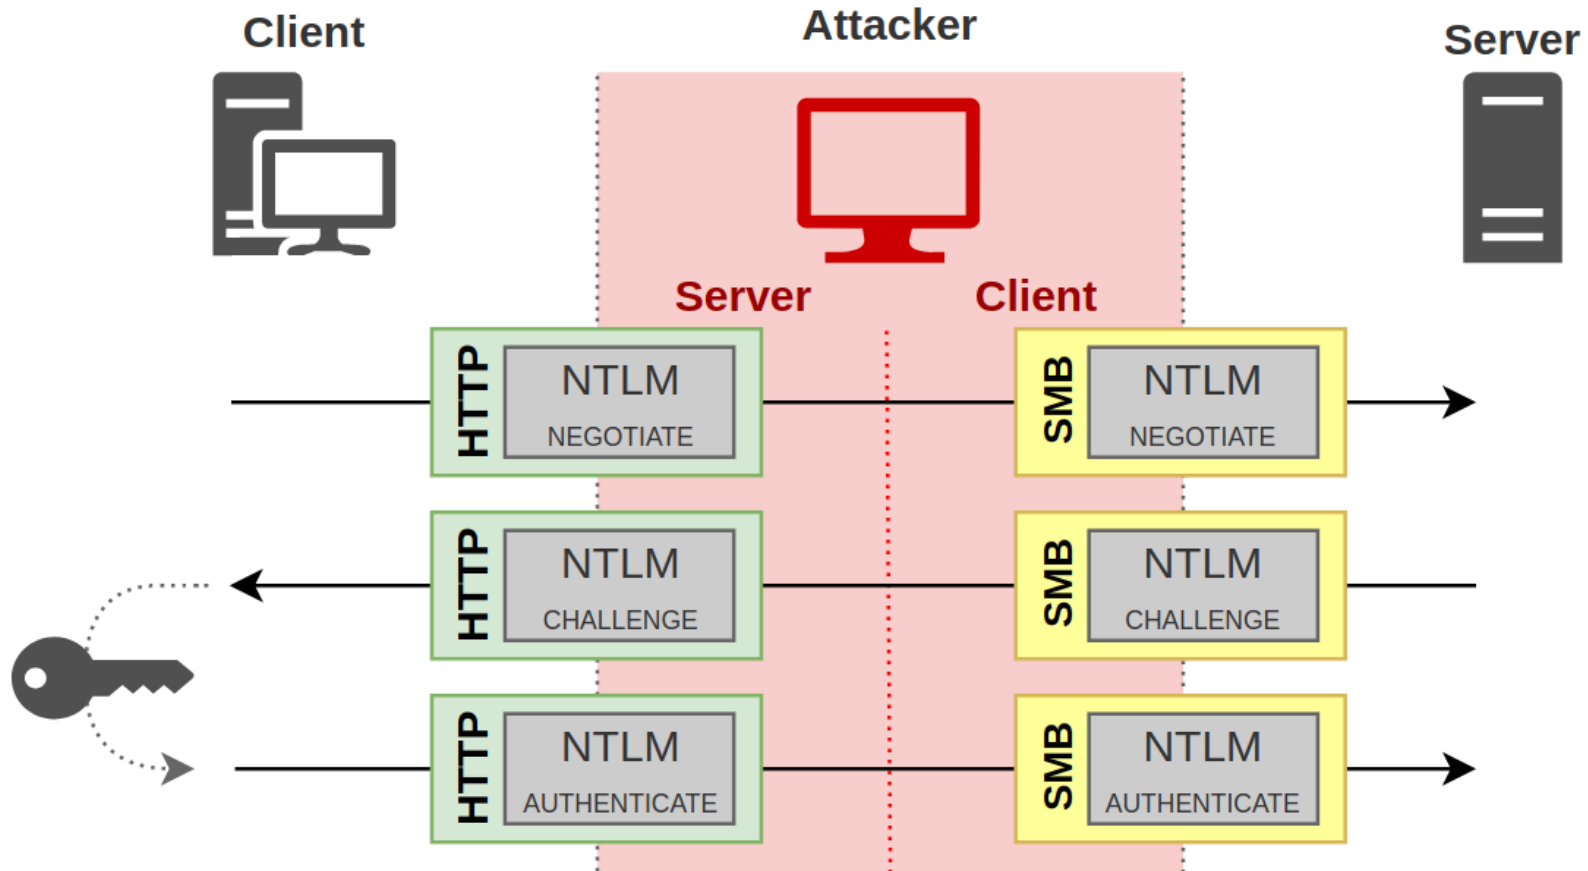 Client
Attacker
Server
Server
Client
HTTP
NTLM
NEGOTIATE
SMB
NTLM
NEGOTIATE
HTTP
NTLM
CHALLENGE
SMB
NTLM
CHALLENGE
HTTP
NTLM
AUTHENTICATE
SMB
NTLM
AUTHENTICATE